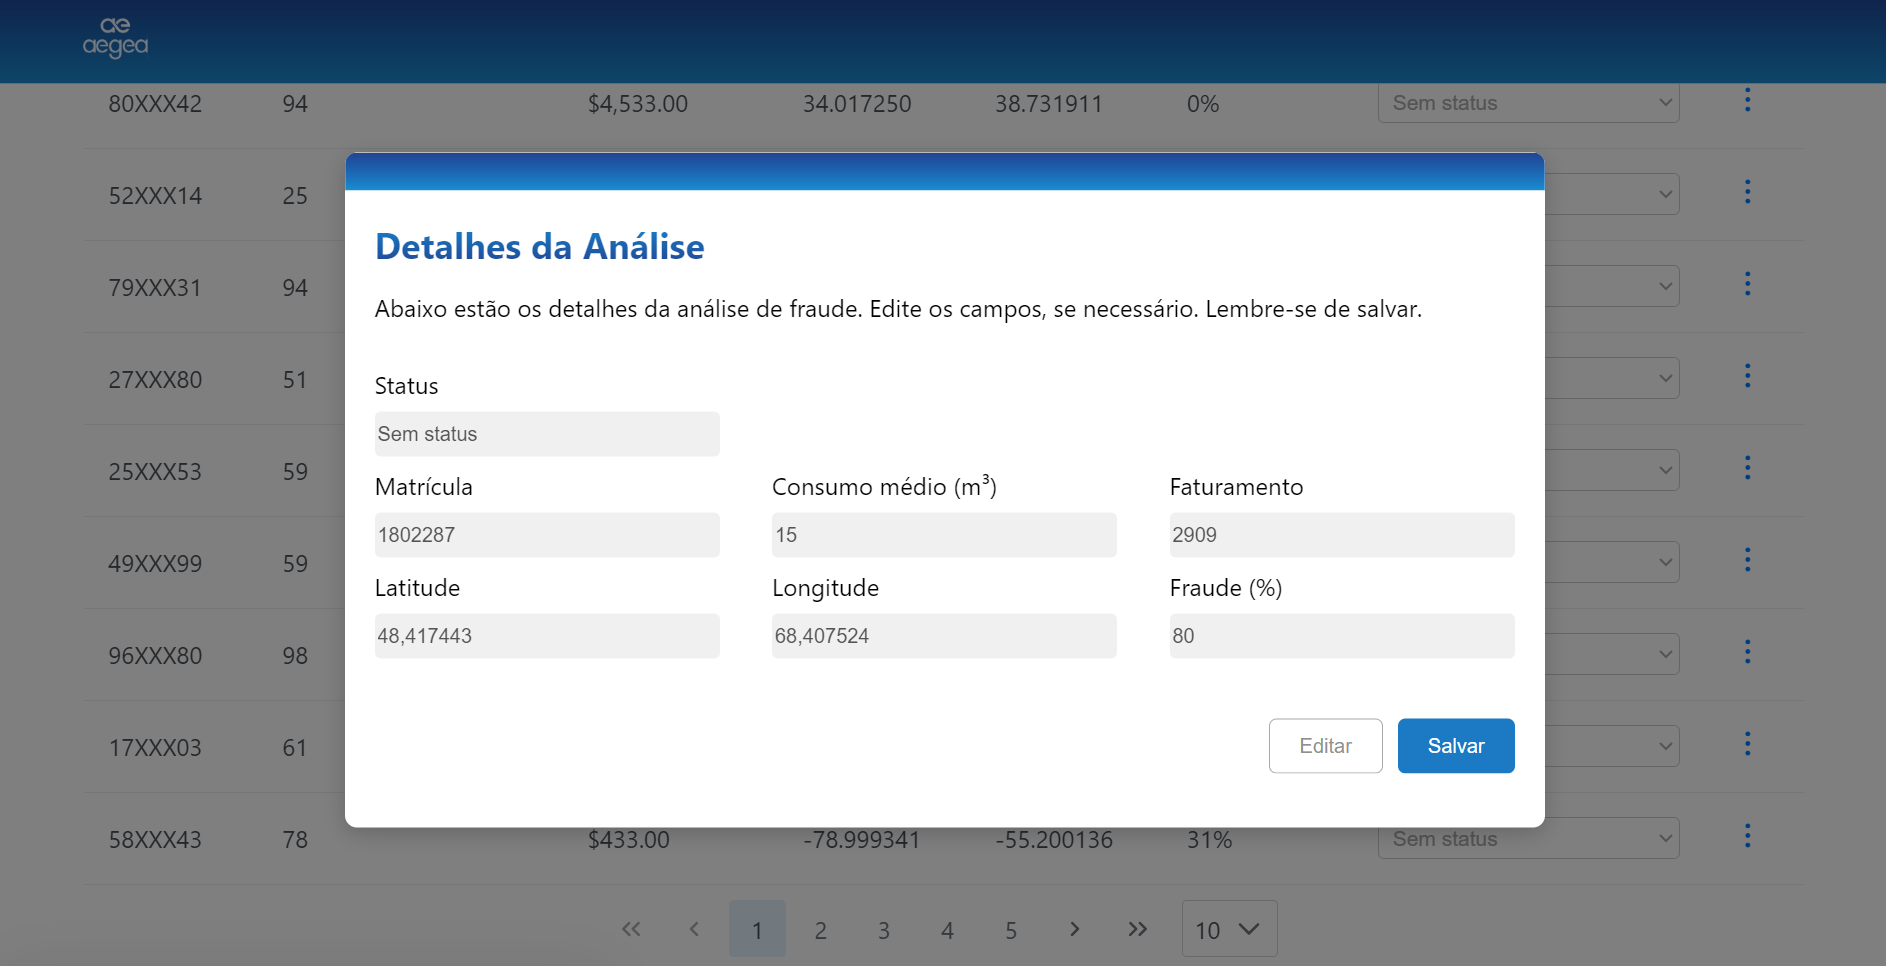 ae
aegea
80XXX42 94 $4,533.00 34.017250 38.731911 0% Sem status
52XXX14 25
79XXX31 94
27XXX80 51
25XXX53 59
49XXX99 59
96XXX80 98
17XXX03 61
58XXX43 78 $433.00 -78.999341 -55.200136 31% Sem status
Detalhes da Análise
Abaixo estão os detalhes da análise de fraude. Edite os campos, se necessário. Lembre-se de salvar.
Status
Sem status
Matrícula Consumo médio (m³) Faturamento
1802287 15 2909
Latitude Longitude Fraude (%)
48,417443 68,407524 80
Editar Salvar
« ‹ 1 2 3 4 5 › » 10